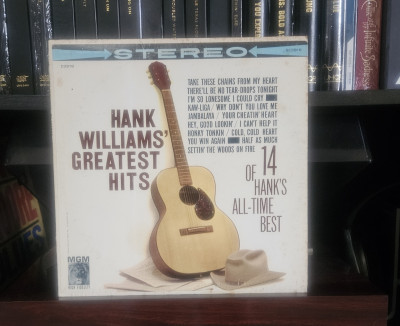 STEREO
TAKE THESE CHAINS FROM MY HEART
THERE'LL BE NO TEAR-DROPS TONIGHT
I'M SO LONESOME I COULD CRY
KAW-LIGA / WHY DON'T YOU LOVE ME
JAMBALAYA / YOUR CHEATIN' HEART
HEY, GOOD LOOKIN' / I CAN'T HELP IT
HONKY TONKIN / COLD, COLD HEART
YOU WIN AGAIN HALF AS MUCH
SETTIN' THE WOODS ON FIRE
HANK
WILLIAMS'
GREATEST
HITS
14
OF HANK'S
ALL-TIME
BEST
MGM